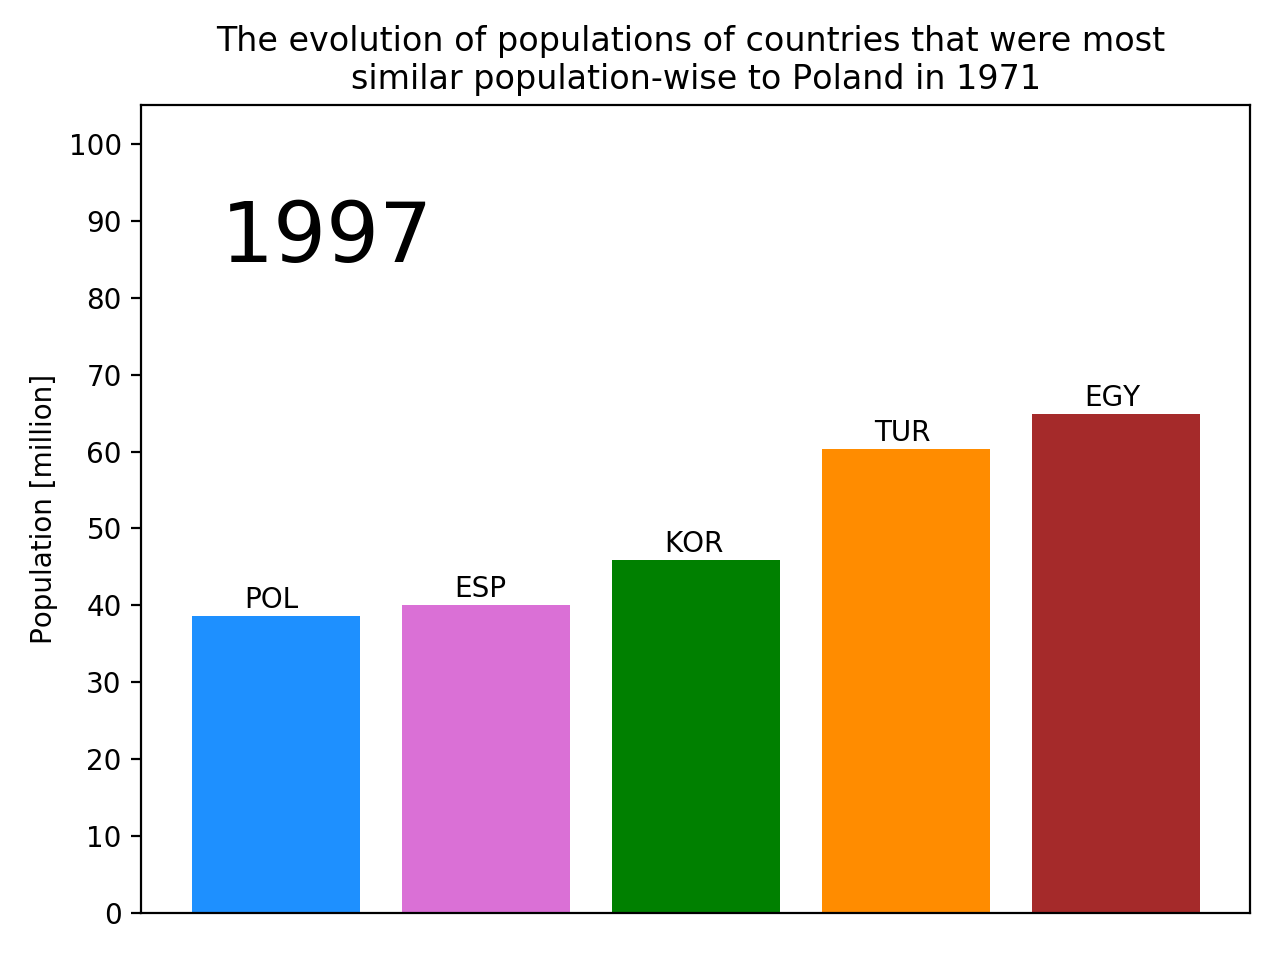 The evolution of populations of countries that were most
similar population-wise to Poland in 1971
100
90
80
70
60
50
40
30
20
10
0
Population [million]
1997
POL
ESP
KOR
TUR
EGY